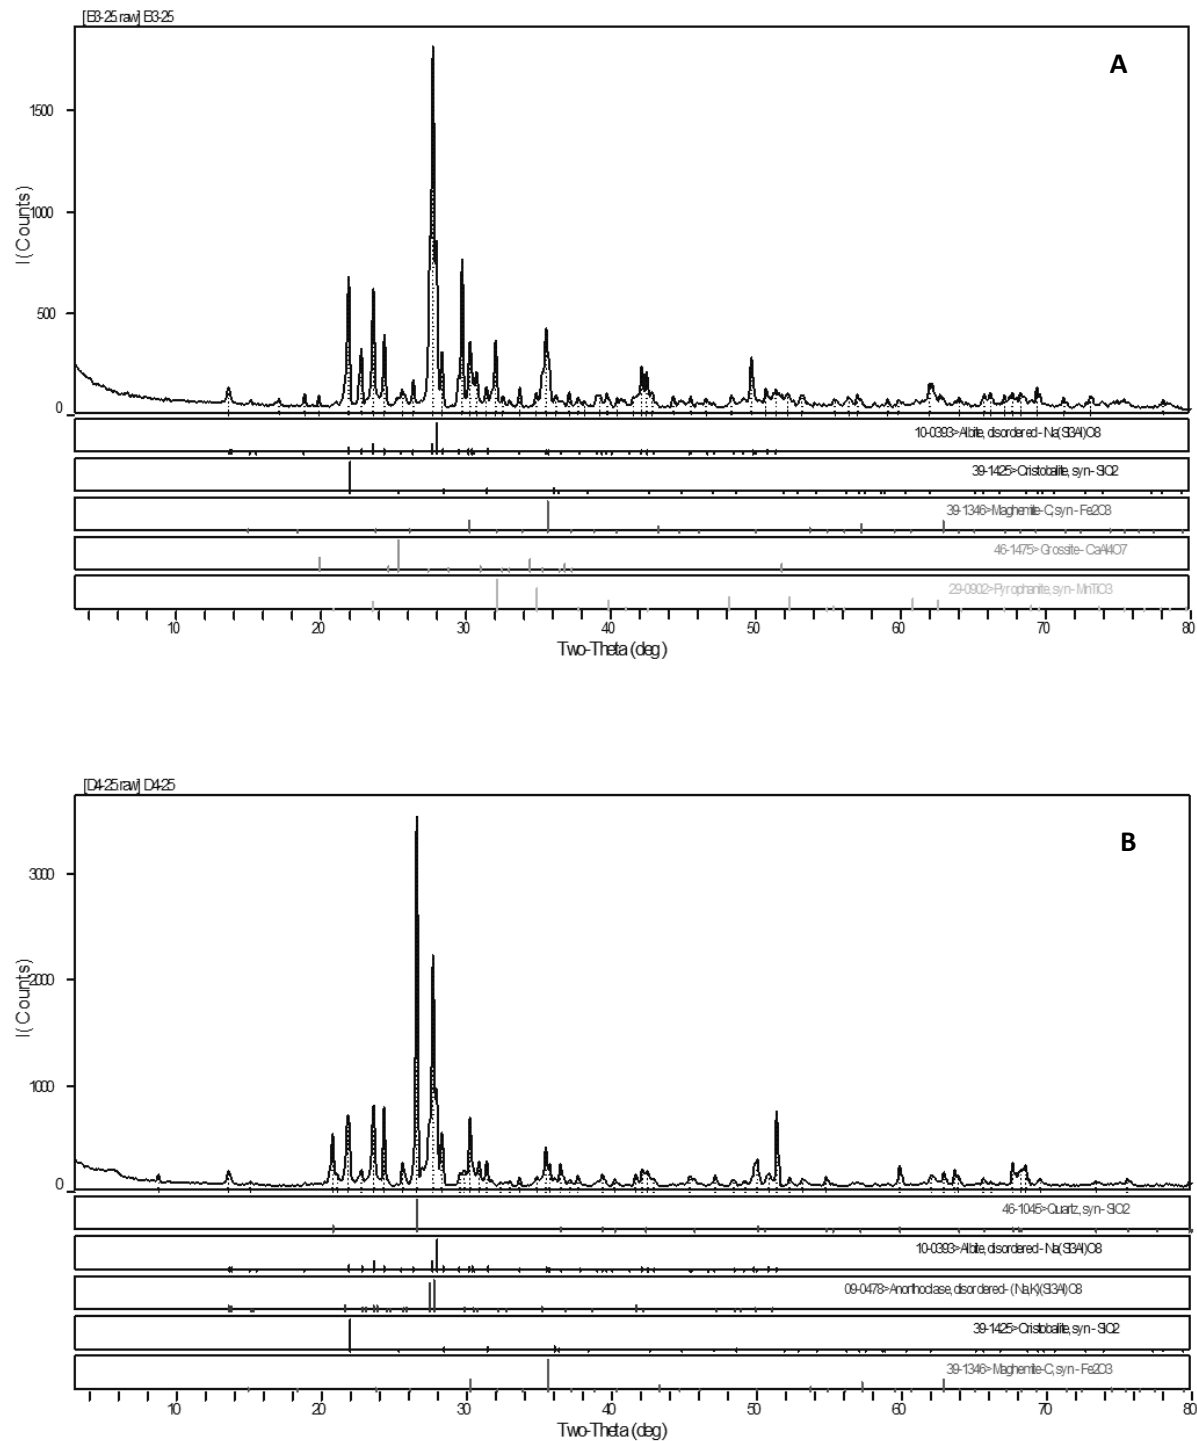 [E3-25.raw] E3-25
A
1500
1000
500
0
I(Counts)
10-0393>Albite, disordered - Na(Si3Al)O8
39-1425>Cristobalite, syn - SiO2
39-1346>Maghemite-C, syn - Fe2O3
46-1475>Grossite - CaAl4O7
29-0902>Pyrophanite, syn - MnTiO3
10 20 30 40 50 60 70 80
Two-Theta (deg)
[D4-25.raw] D4-25
B
3000
2000
1000
0
I(Counts)
46-1045>Quartz, syn - SiO2
10-0393>Albite, disordered - Na(Si3Al)O8
09-0478>Anorthoclase, disordered - (Na,K)(Si3Al)O8
39-1425>Cristobalite, syn - SiO2
39-1346>Maghemite-C, syn - Fe2O3
10 20 30 40 50 60 70 80
Two-Theta (deg)